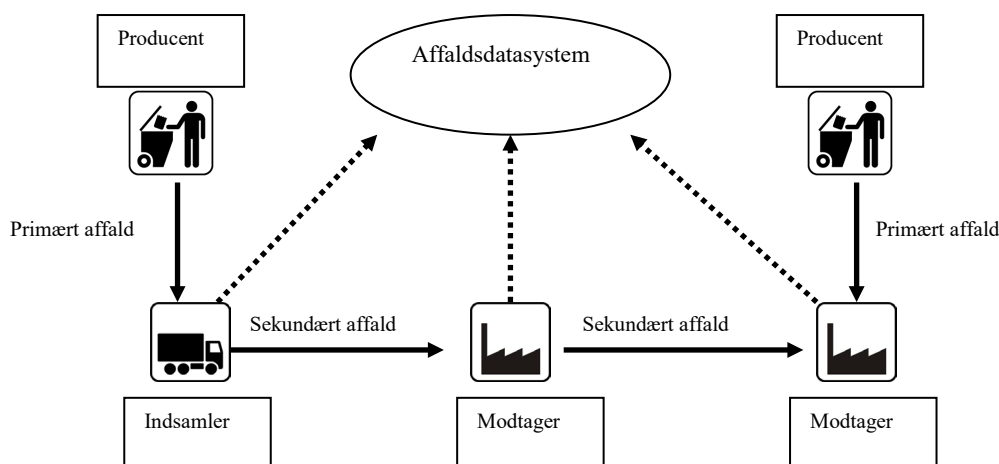 Producent
Affaldsdatasystem
Producent
Primært affald
Primært affald
Sekundært affald
Sekundært affald
Indsamler
Modtager
Modtager